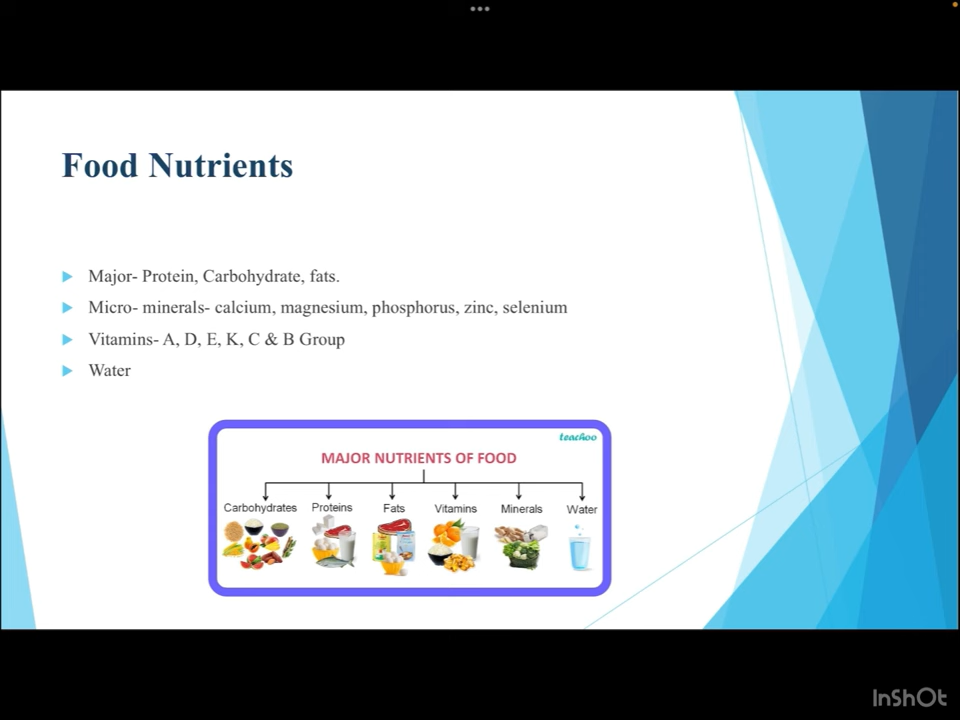 Food Nutrients
Major- Protein, Carbohydrate, fats.
Micro- minerals- calcium, magnesium, phosphorus, zinc, selenium
Vitamins- A, D, E, K, C & B Group
Water
teachoo
MAJOR NUTRIENTS OF FOOD
Carbohydrates Proteins Fats Vitamins Minerals Water
InShOt